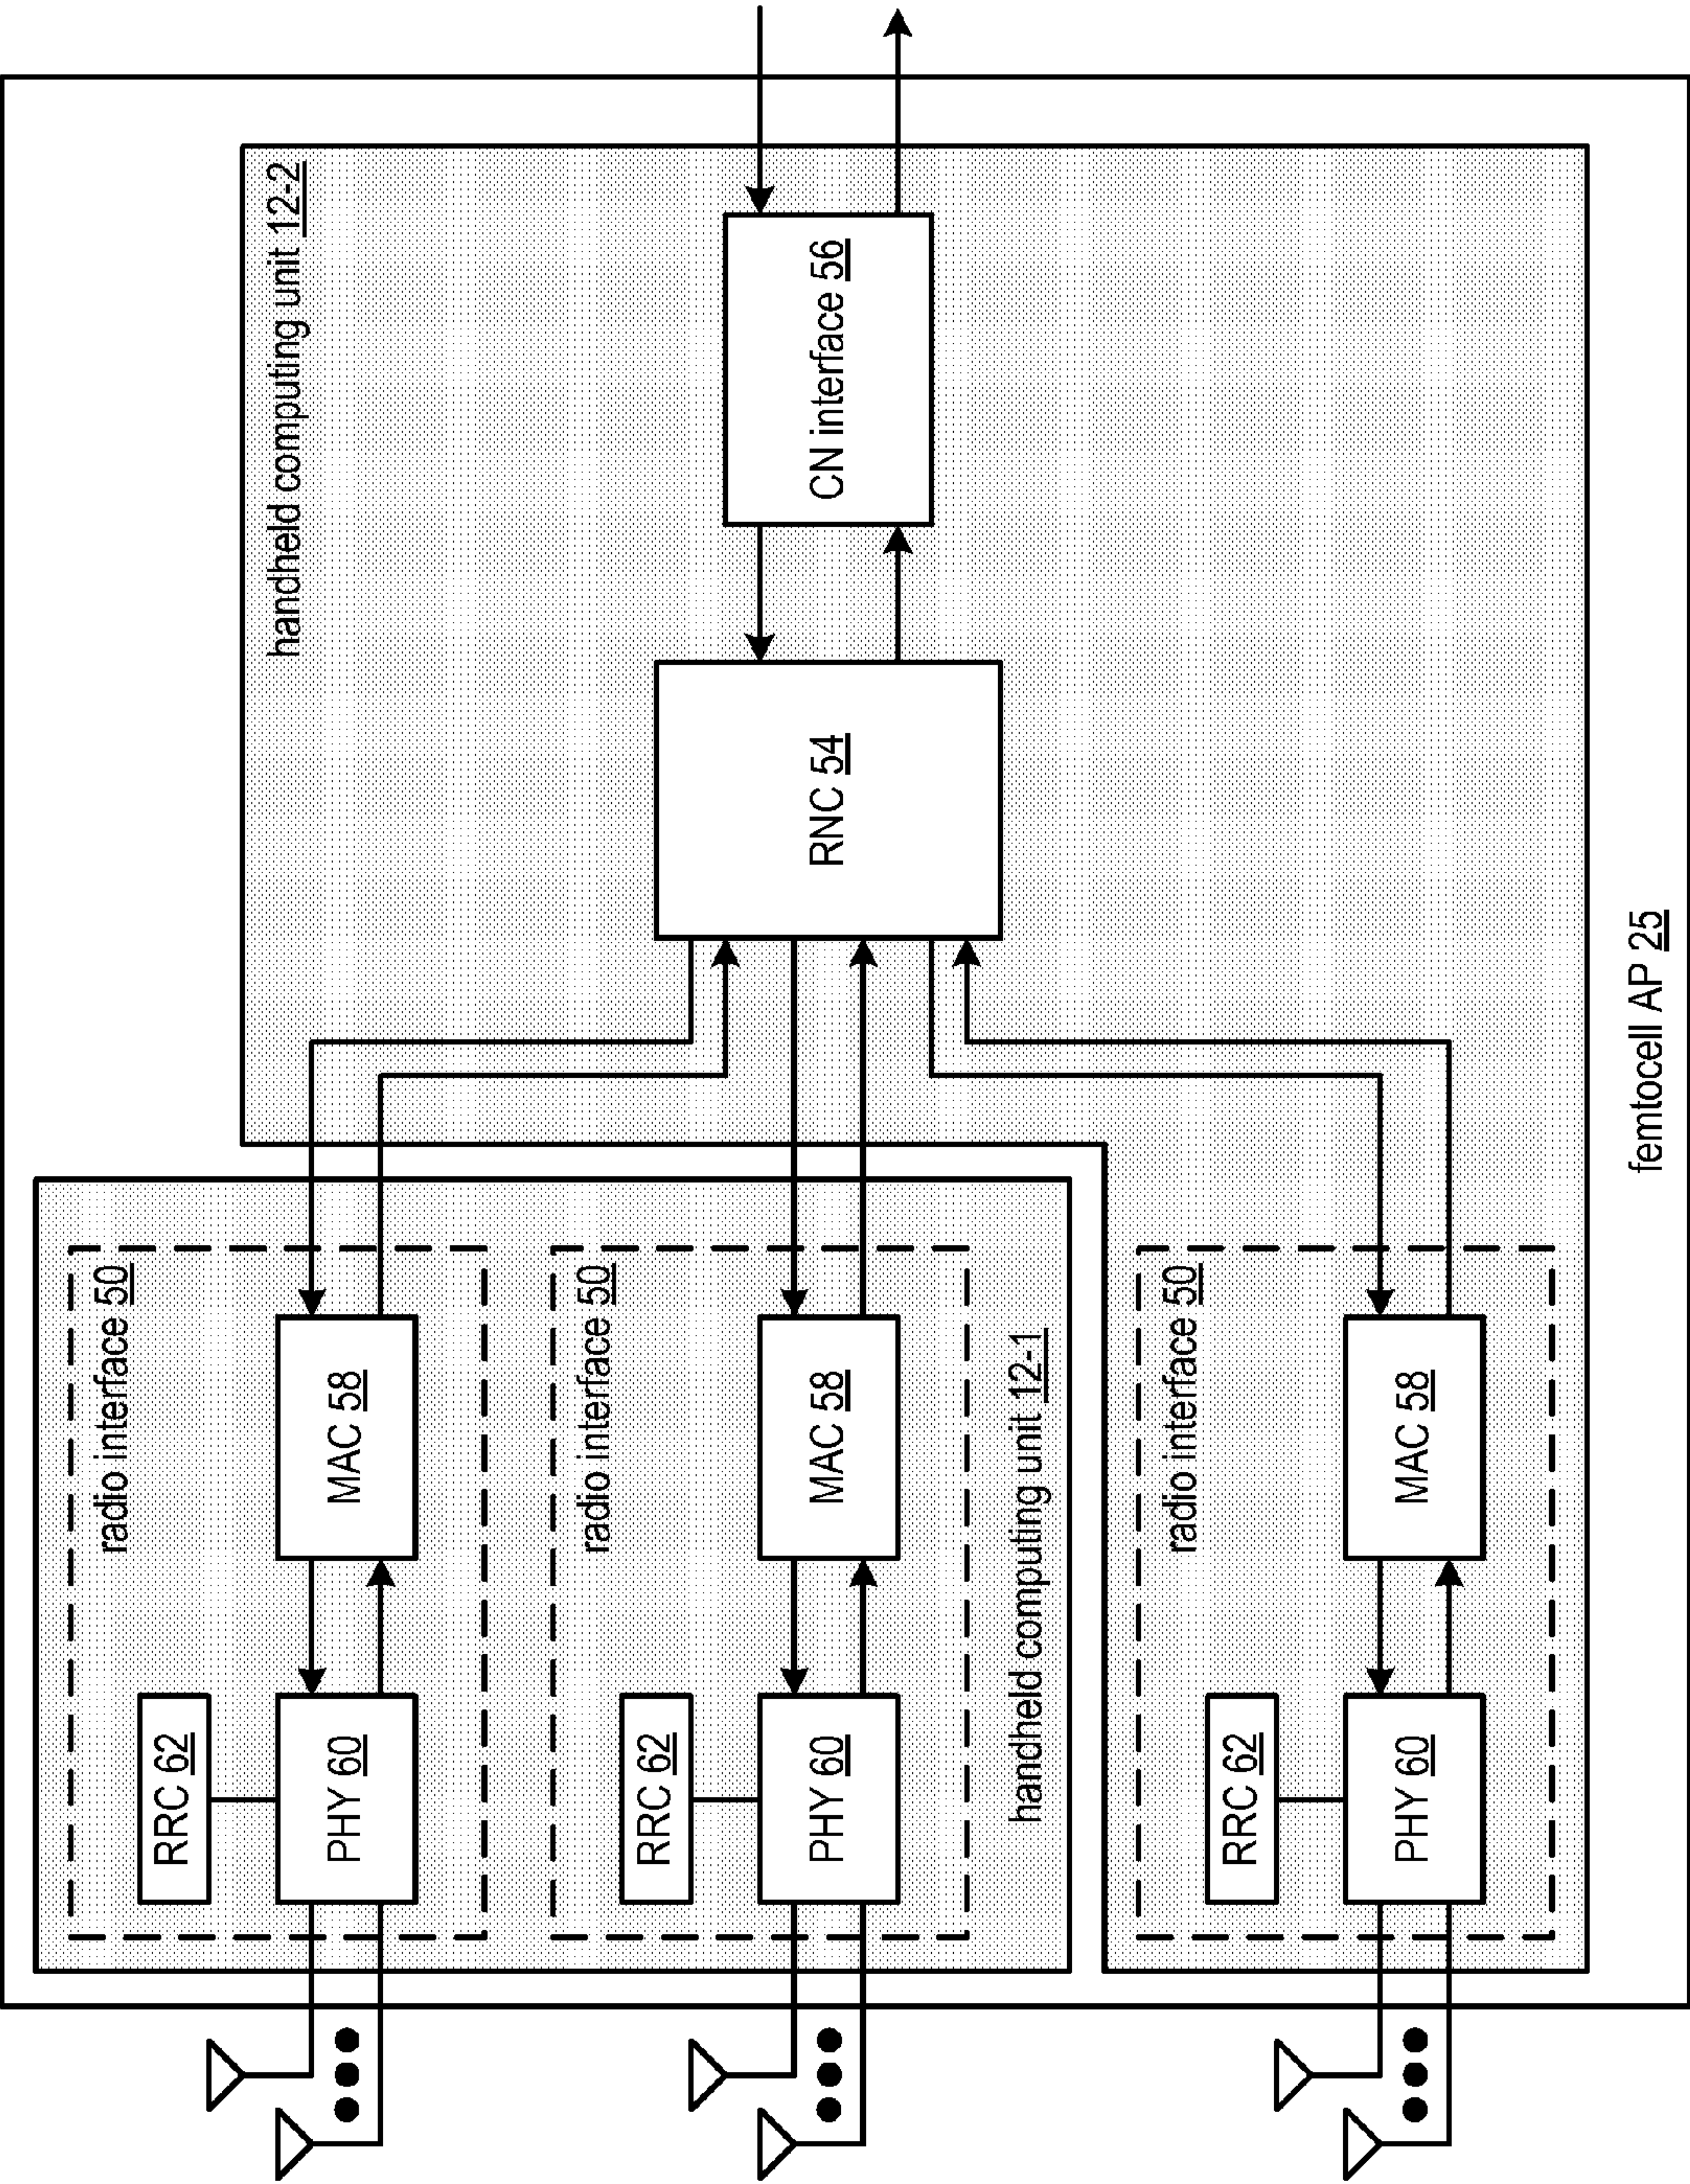 radio interface 50
RRC 62
handheld computing unit 12-2
PHY 60
MAC 58
radio interface 50
RRC 62
PHY 60
MAC 58
RNC 54
CN interface 56
handheld computing unit 12-1
radio interface 50
RRC 62
PHY 60
MAC 58
femtocell AP 25